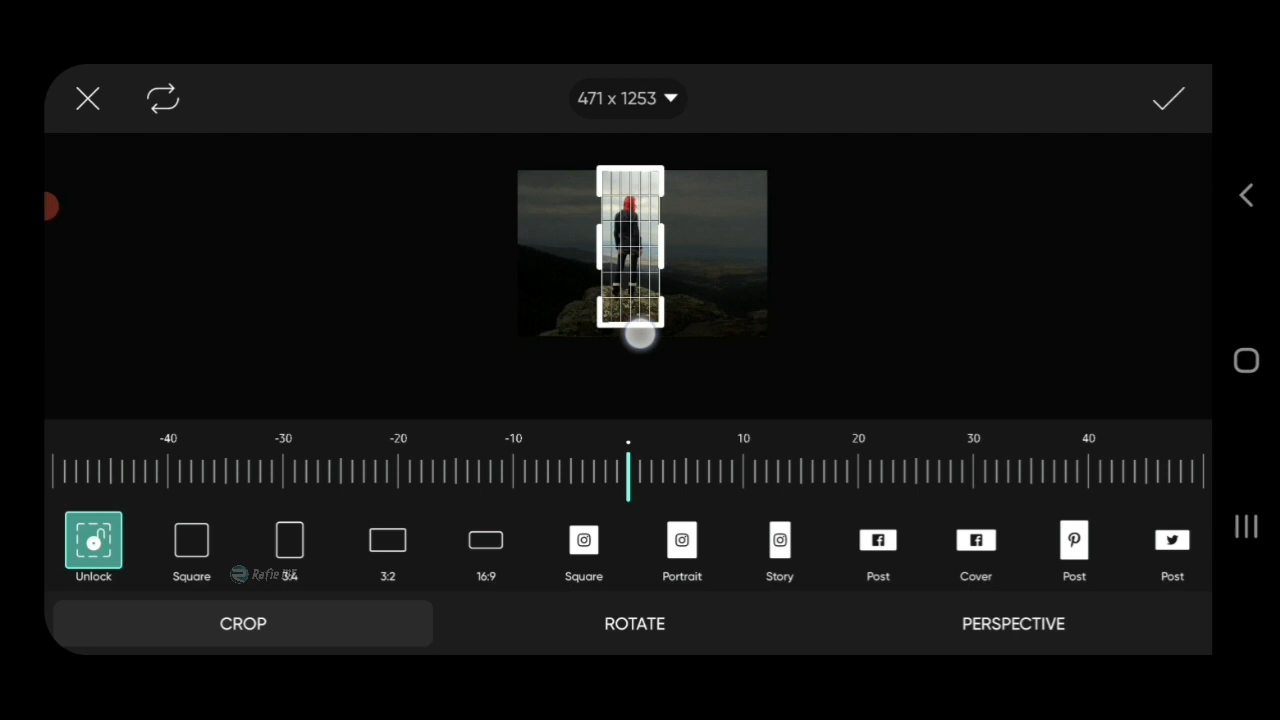 471 x 1253
-40 -30 -20 -10 10 20 30 40
Unlock Square 3:4 3:2 16:9 Square Portrait Story Post Cover Post Post
Rafie
CROP ROTATE PERSPECTIVE